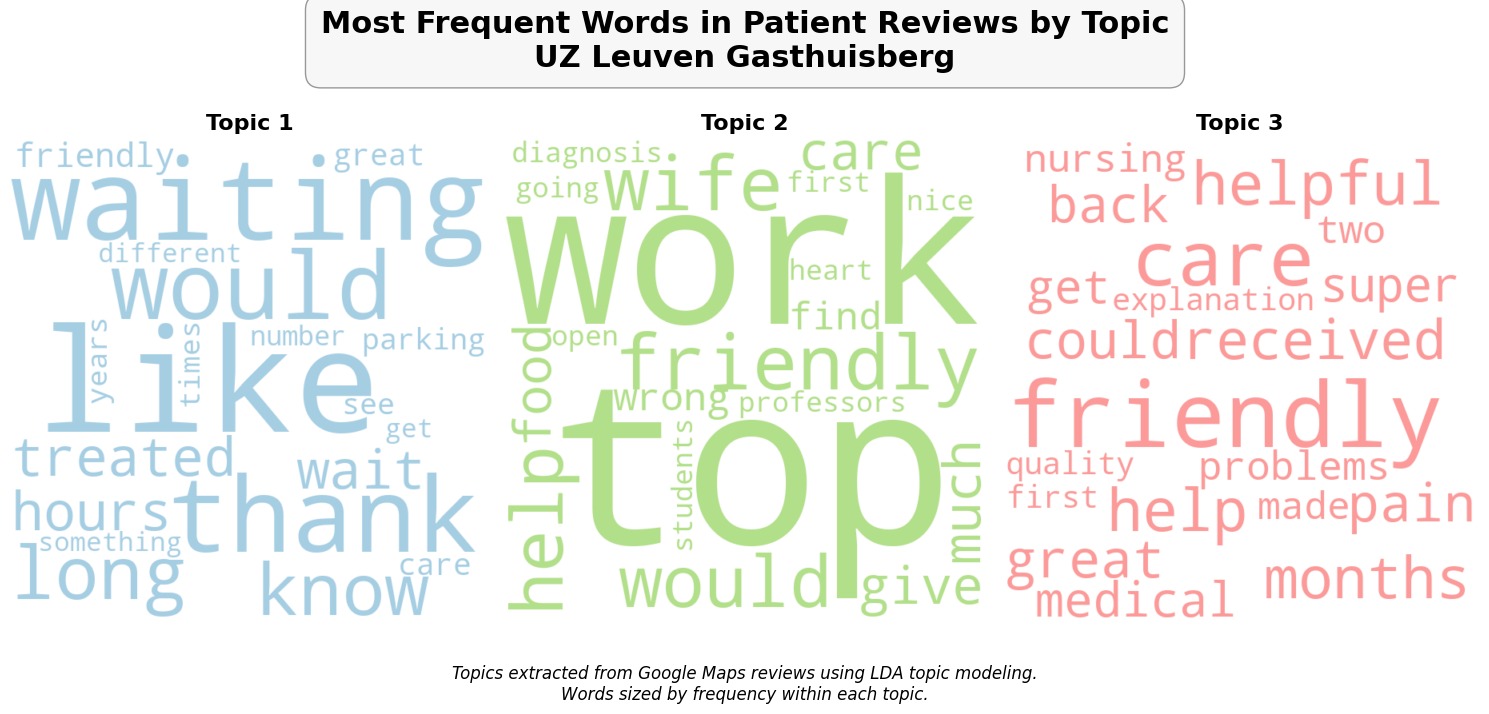 Most Frequent Words in Patient Reviews by Topic
UZ Leuven Gasthuisberg
Topic 1
friendly
great
waiting
different
would
like
years
times
number
parking
see
get
treated
wait
hours
thank
something
long
know
care
Topic 2
diagnosis
care
going
wife
first
nice
work
heart
find
open
food
friendly
wrong
professors
top
students
help
much
would
give
Topic 3
nursing
helpful
back
two
care
get
explanation
super
could
received
friendly
quality
problems
first
help
made
pain
great
medical
months
Topics extracted from Google Maps reviews using LDA topic modeling.
Words sized by frequency within each topic.